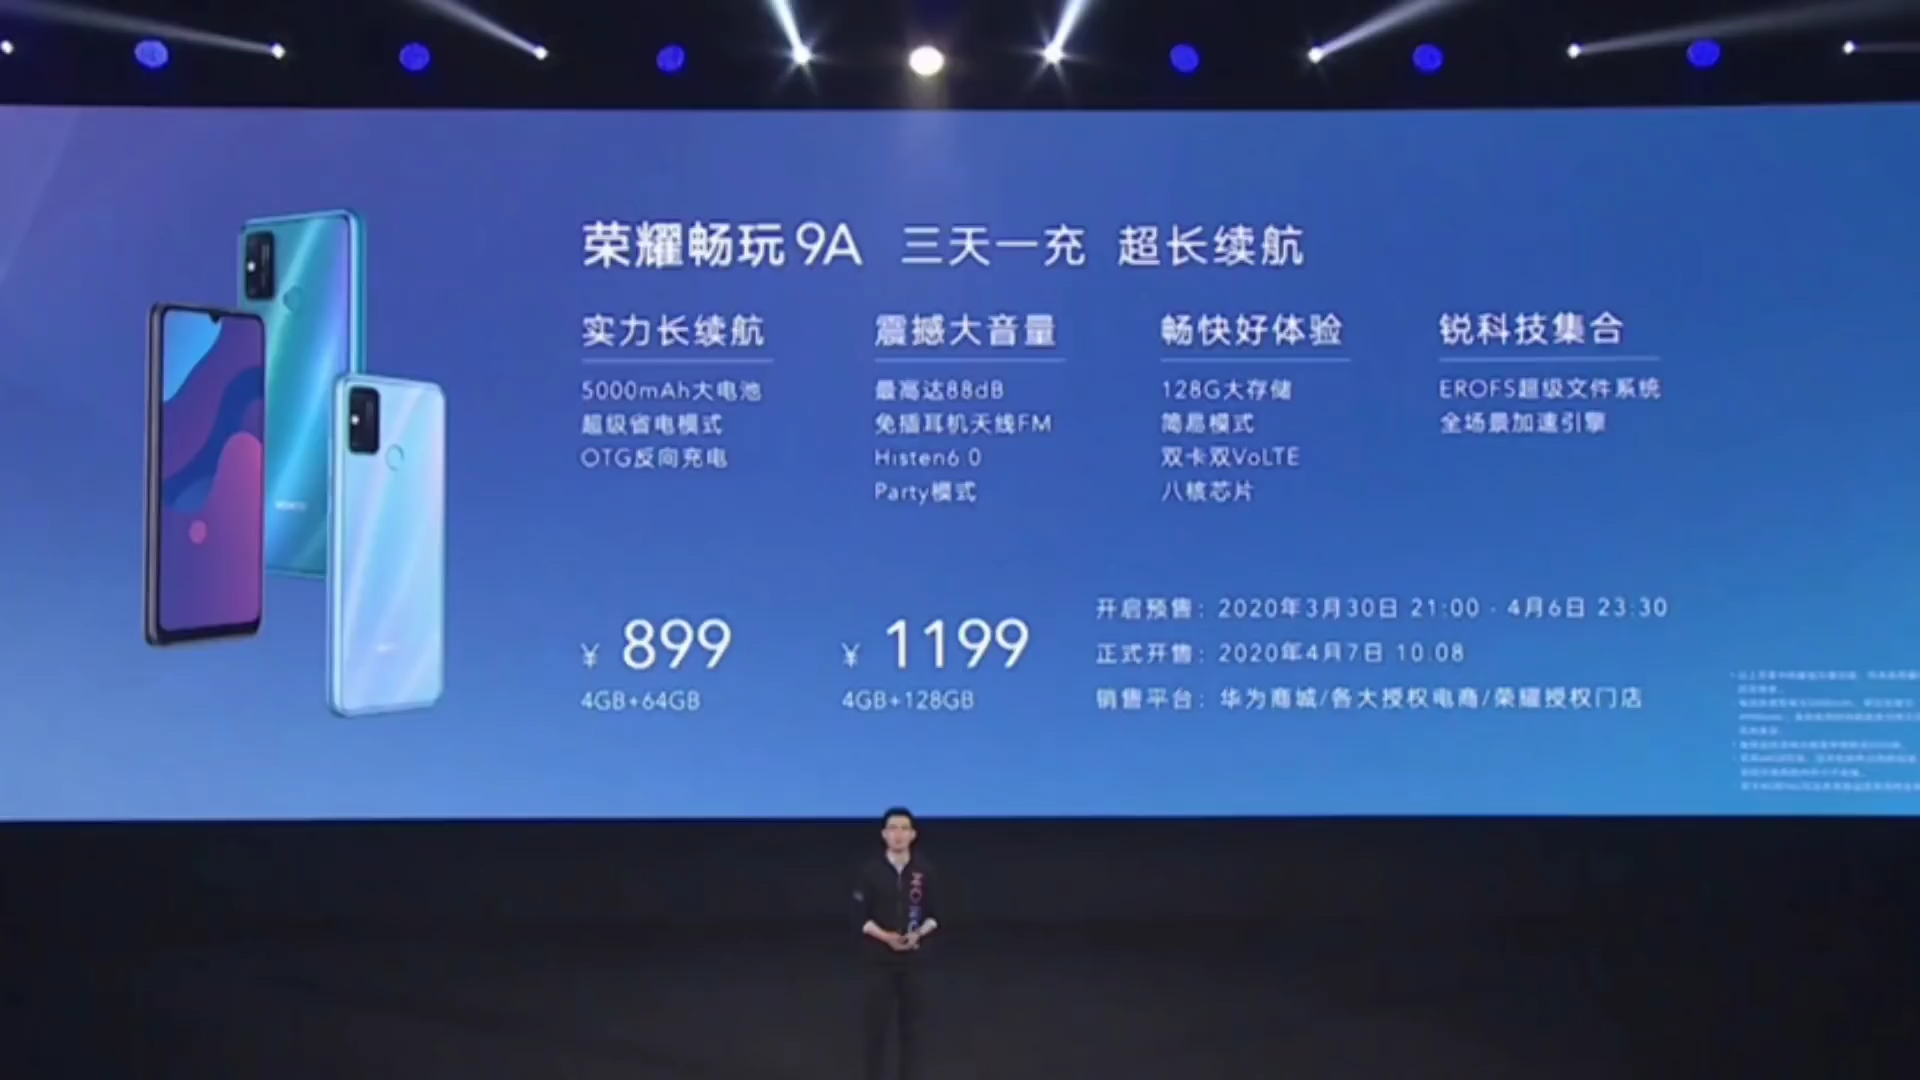 荣耀畅玩9A 三天一充 超长续航
实力长续航
5000mAh大电池
超级省电模式
OTG反向充电
震撼大音量
最高达88dB
免插耳机天线FM
Histen6.0
Party模式
畅快好体验
128G大存储
简易模式
双卡双VoLTE
八核芯片
锐科技集合
EROFS超级文件系统
全场景加速引擎
¥ 899
4GB+64GB
¥ 1199
4GB+128GB
开启预售：2020年3月30日 21:00 - 4月6日 23:30
正式开售：2020年4月7日 10:08
销售平台：华为商城/各大授权电商/荣耀授权门店
HONOR